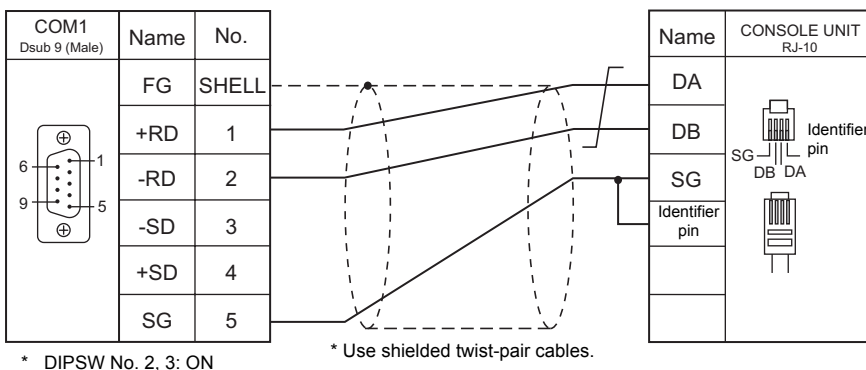 COM1
Dsub 9 (Male)
Name
No.
FG
SHELL
+RD
1
-RD
2
-SD
3
+SD
4
SG
5
6
1
9
5
* DIPSW No. 2, 3: ON
* Use shielded twist-pair cables.
Name
CONSOLE UNIT
RJ-10
DA
DB
SG
Identifier
pin
Identifier
pin
SG
DB DA